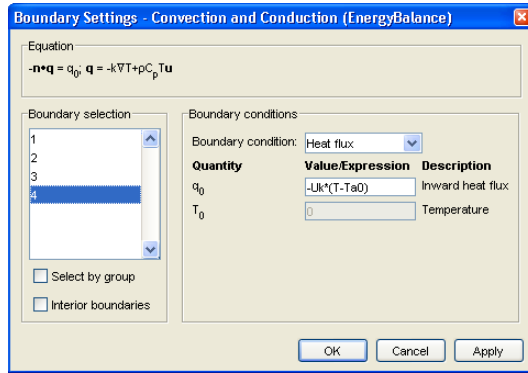 Boundary Settings - Convection and Conduction (EnergyBalance)
Equation
-n•q = q₀; q = -k∇T+ρCₚTu
Boundary selection
1
2
3
4
Select by group
Interior boundaries
Boundary conditions
Boundary condition: Heat flux
Quantity Value/Expression Description
q₀ -Uk*(T-Ta0) Inward heat flux
T₀ 0 Temperature
OK Cancel Apply